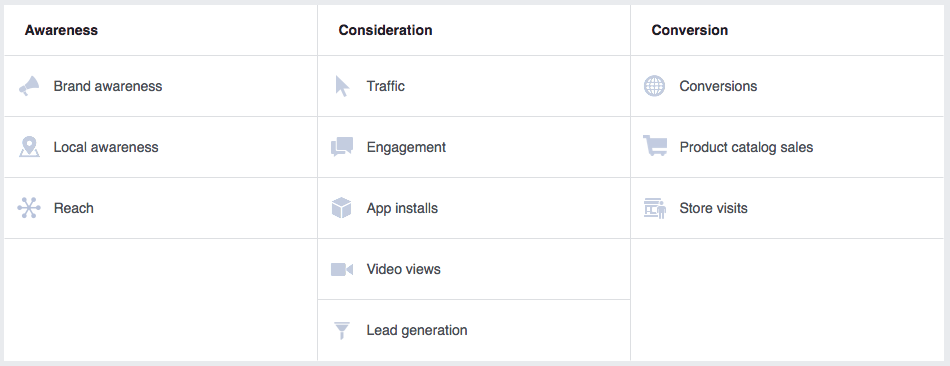 Awareness
Consideration
Conversion
Brand awareness
Traffic
Conversions
Local awareness
Engagement
Product catalog sales
Reach
App installs
Store visits
Video views
Lead generation